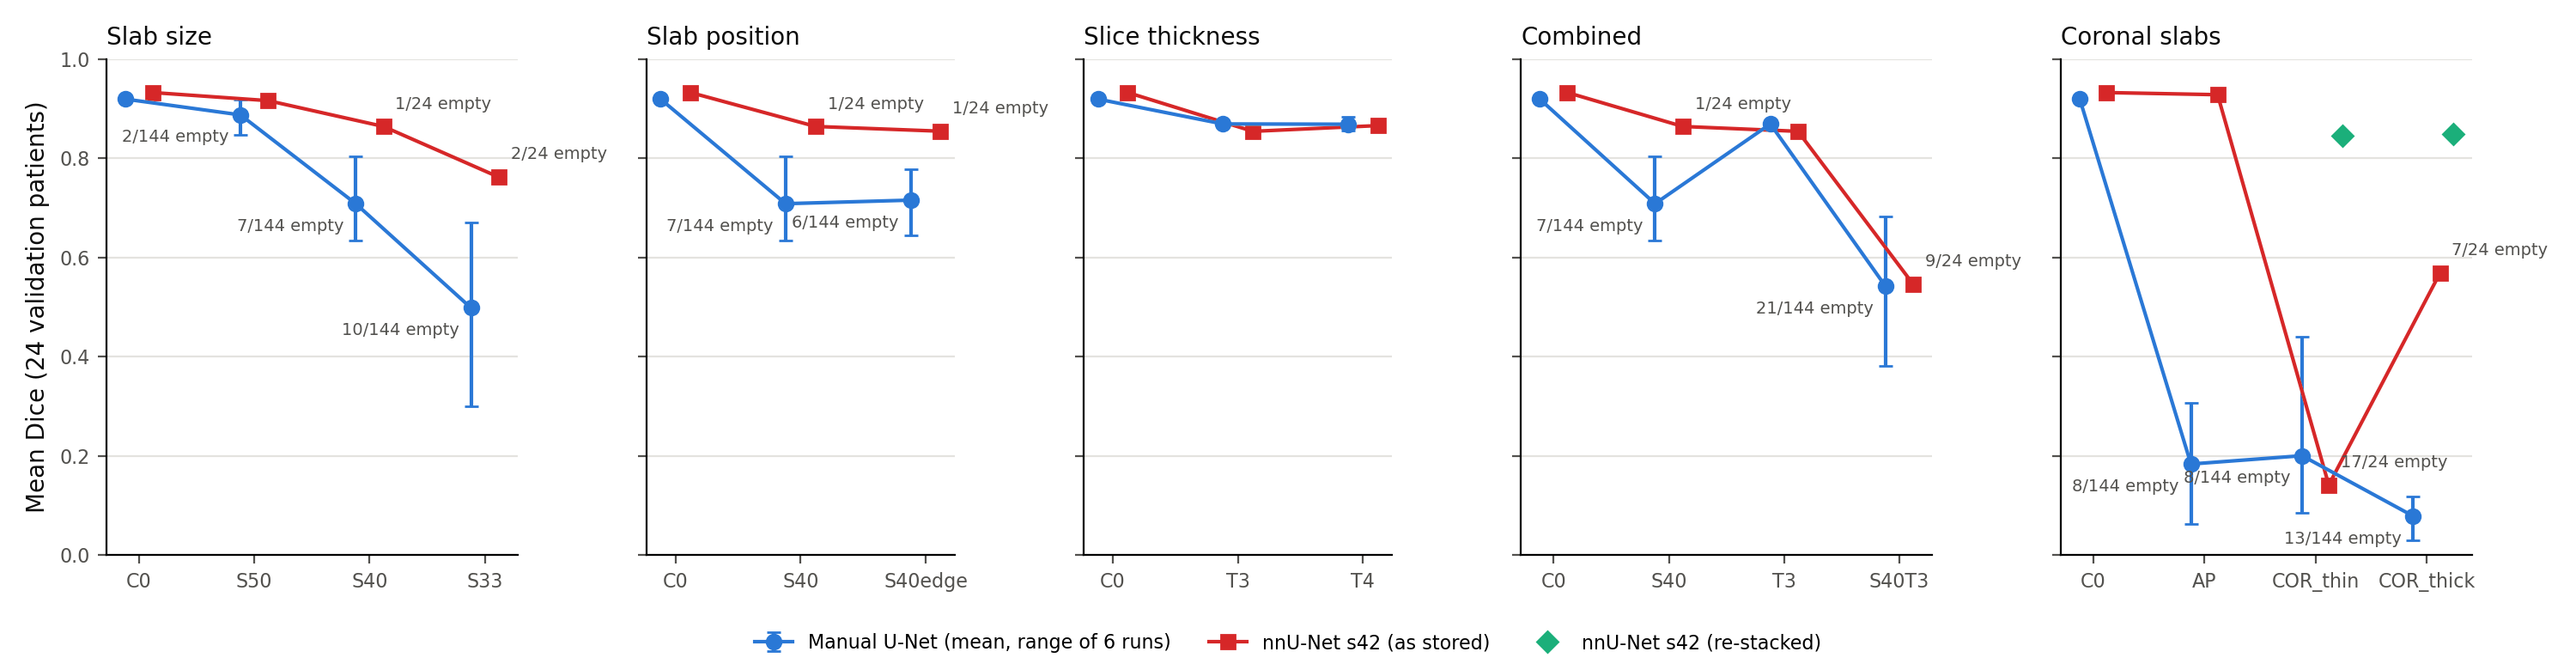 Slab size
Slab position
Slice thickness
Combined
Coronal slabs
Mean Dice (24 validation patients)
1.0
0.8
0.6
0.4
0.2
0.0
2/144 empty
7/144 empty
10/144 empty
1/24 empty
2/24 empty
C0 S50 S40 S33
7/144 empty
6/144 empty
1/24 empty
1/24 empty
C0 S40 S40edge
C0 T3 T4
1/24 empty
7/144 empty
21/144 empty
9/24 empty
C0 S40 T3 S40T3
7/24 empty
17/24 empty
8/144 empty
8/144 empty
13/144 empty
C0 AP COR_thin COR_thick
Manual U-Net (mean, range of 6 runs)
nnU-Net s42 (as stored)
nnU-Net s42 (re-stacked)